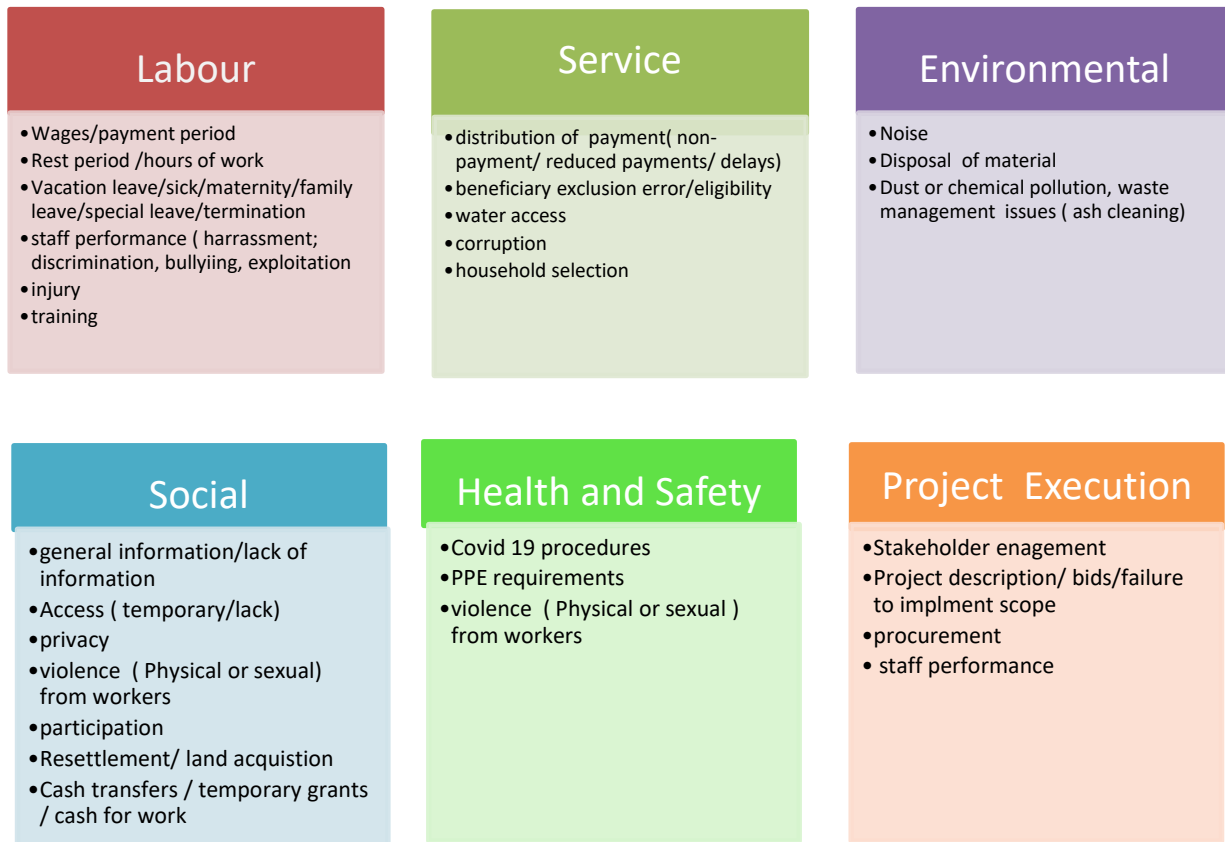 Labour
•Wages/payment period
•Rest period /hours of work
•Vacation leave/sick/maternity/family
leave/special leave/termination
•staff performance ( harrassment;
discrimination, bullyiing, exploitation
•injury
•training
Service
•distribution of payment( non-
payment/ reduced payments/ delays)
•beneficiary exclusion error/eligibility
•water access
•corruption
•household selection
Environmental
•Noise
•Disposal of material
•Dust or chemical pollution, waste
management issues ( ash cleaning)
Social
•general information/lack of
information
•Access ( temporary/lack)
•privacy
•violence ( Physical or sexual)
from workers
•participation
•Resettlement/ land acquistion
•Cash transfers / temporary grants
/ cash for work
Health and Safety
•Covid 19 procedures
•PPE requirements
•violence ( Physical or sexual )
from workers
Project Execution
•Stakeholder enagement
•Project description/ bids/failure
to implment scope
•procurement
• staff performance